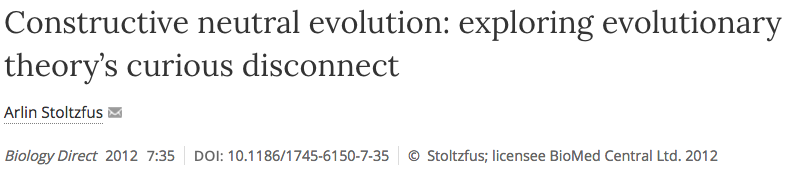 Constructive neutral evolution: exploring evolutionary
theory’s curious disconnect
Arlin Stoltzfus
Biology Direct 2012 7:35 DOI: 10.1186/1745-6150-7-35 © Stoltzfus; licensee BioMed Central Ltd. 2012